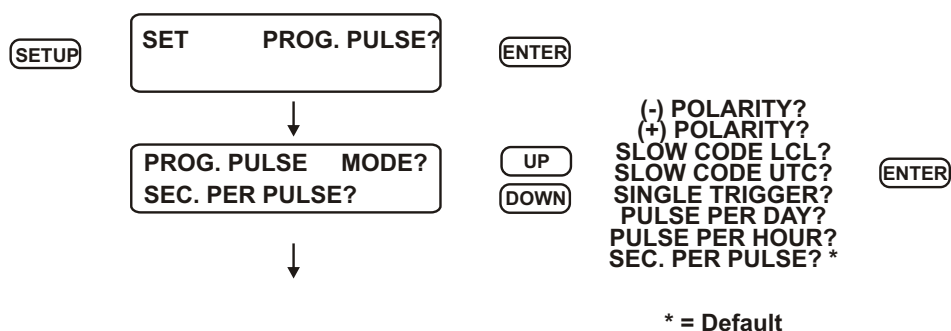 SETUP
SET PROG. PULSE?
ENTER
PROG. PULSE MODE?
SEC. PER PULSE?
UP
DOWN
(-) POLARITY?
(+) POLARITY?
SLOW CODE LCL?
SLOW CODE UTC?
SINGLE TRIGGER?
PULSE PER DAY?
PULSE PER HOUR?
SEC. PER PULSE? *
ENTER
* = Default